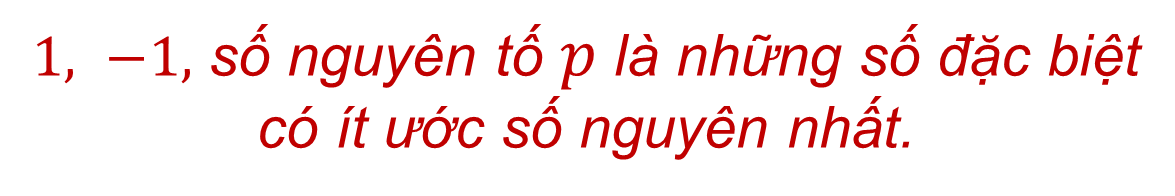 1, −1, số nguyên tố p là những số đặc biệt
có ít ước số nguyên nhất.